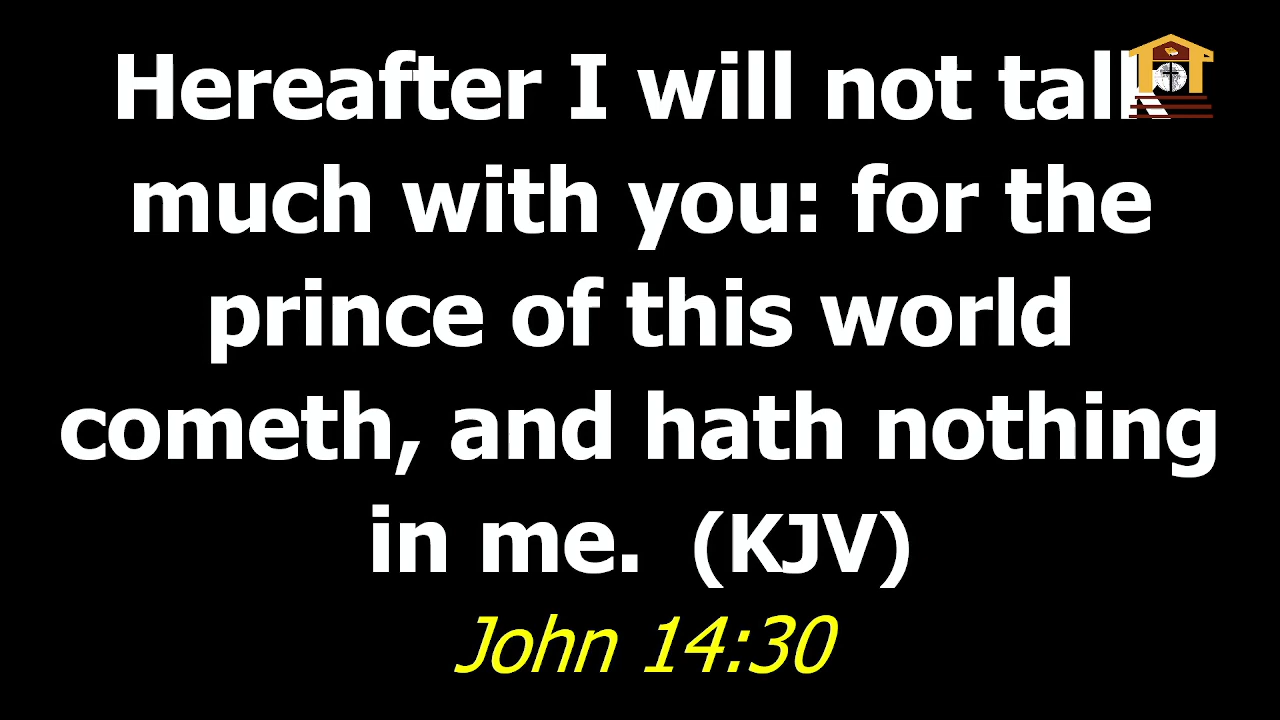 Hereafter I will not talk
much with you: for the
prince of this world
cometh, and hath nothing
in me. (KJV)
John 14:30